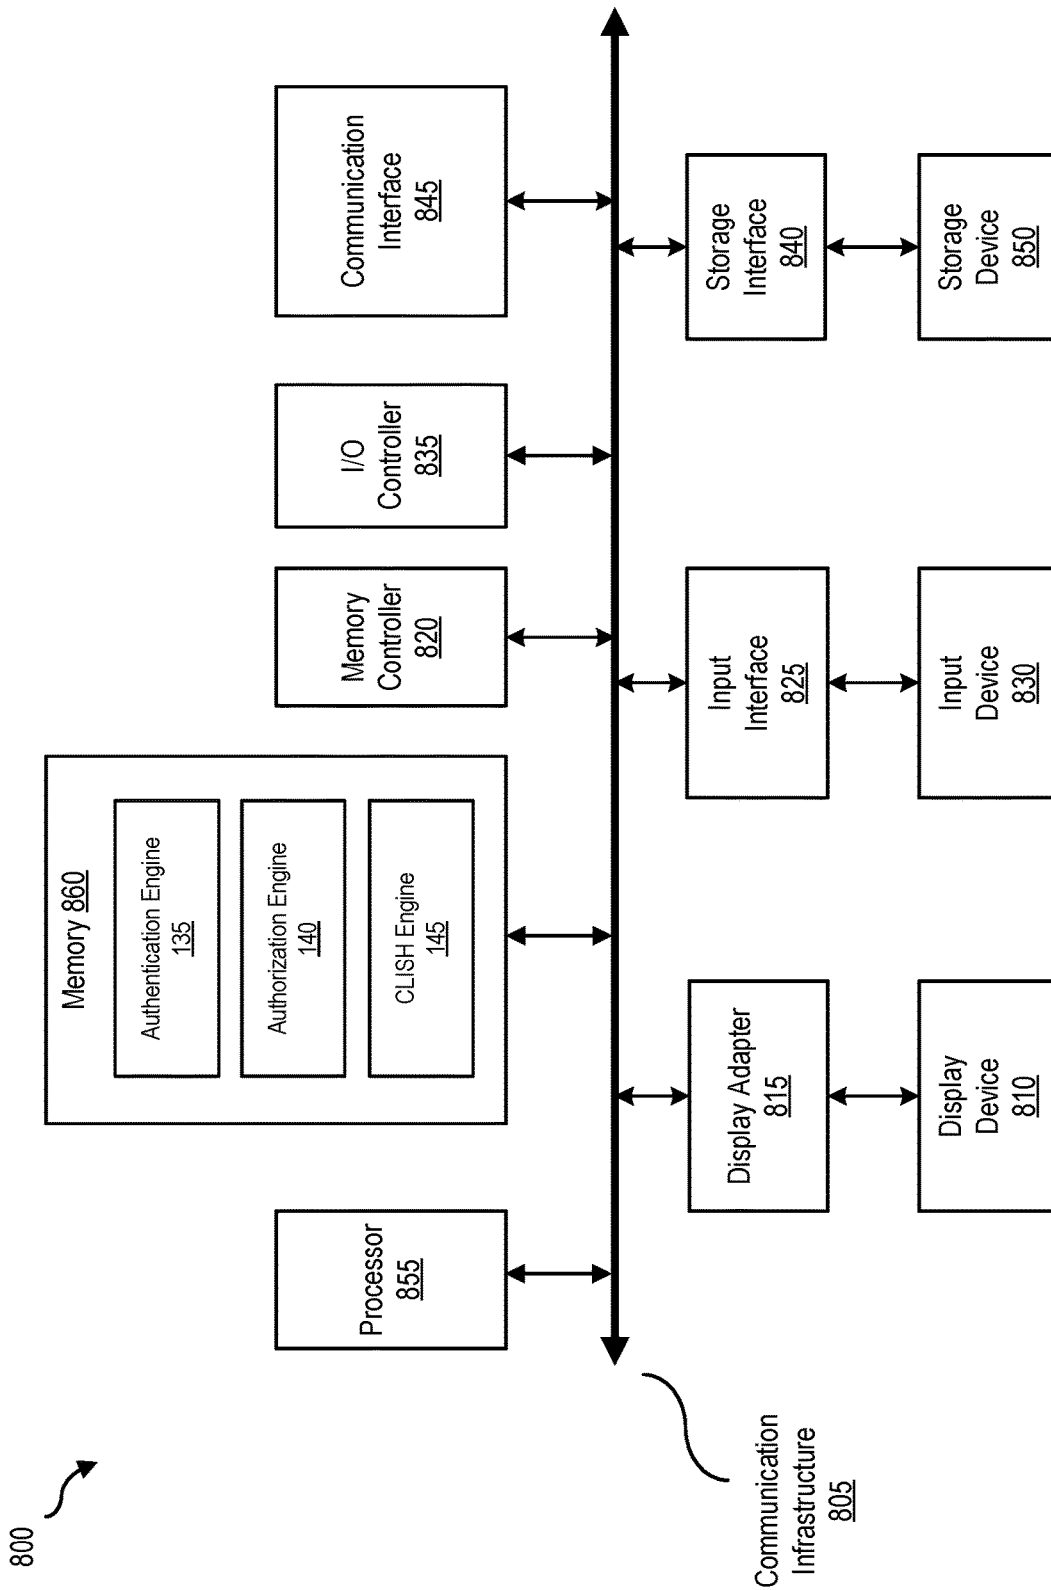 800
Processor
855
Memory 860
Authentication Engine
135
Authorization Engine
140
CLISH Engine
145
Memory
Controller
820
I/O
Controller
835
Communication
Interface
845
Communication
Infrastructure
805
Display Adapter
815
Input
Interface
825
Storage
Interface
840
Display
Device
810
Input
Device
830
Storage
Device
850